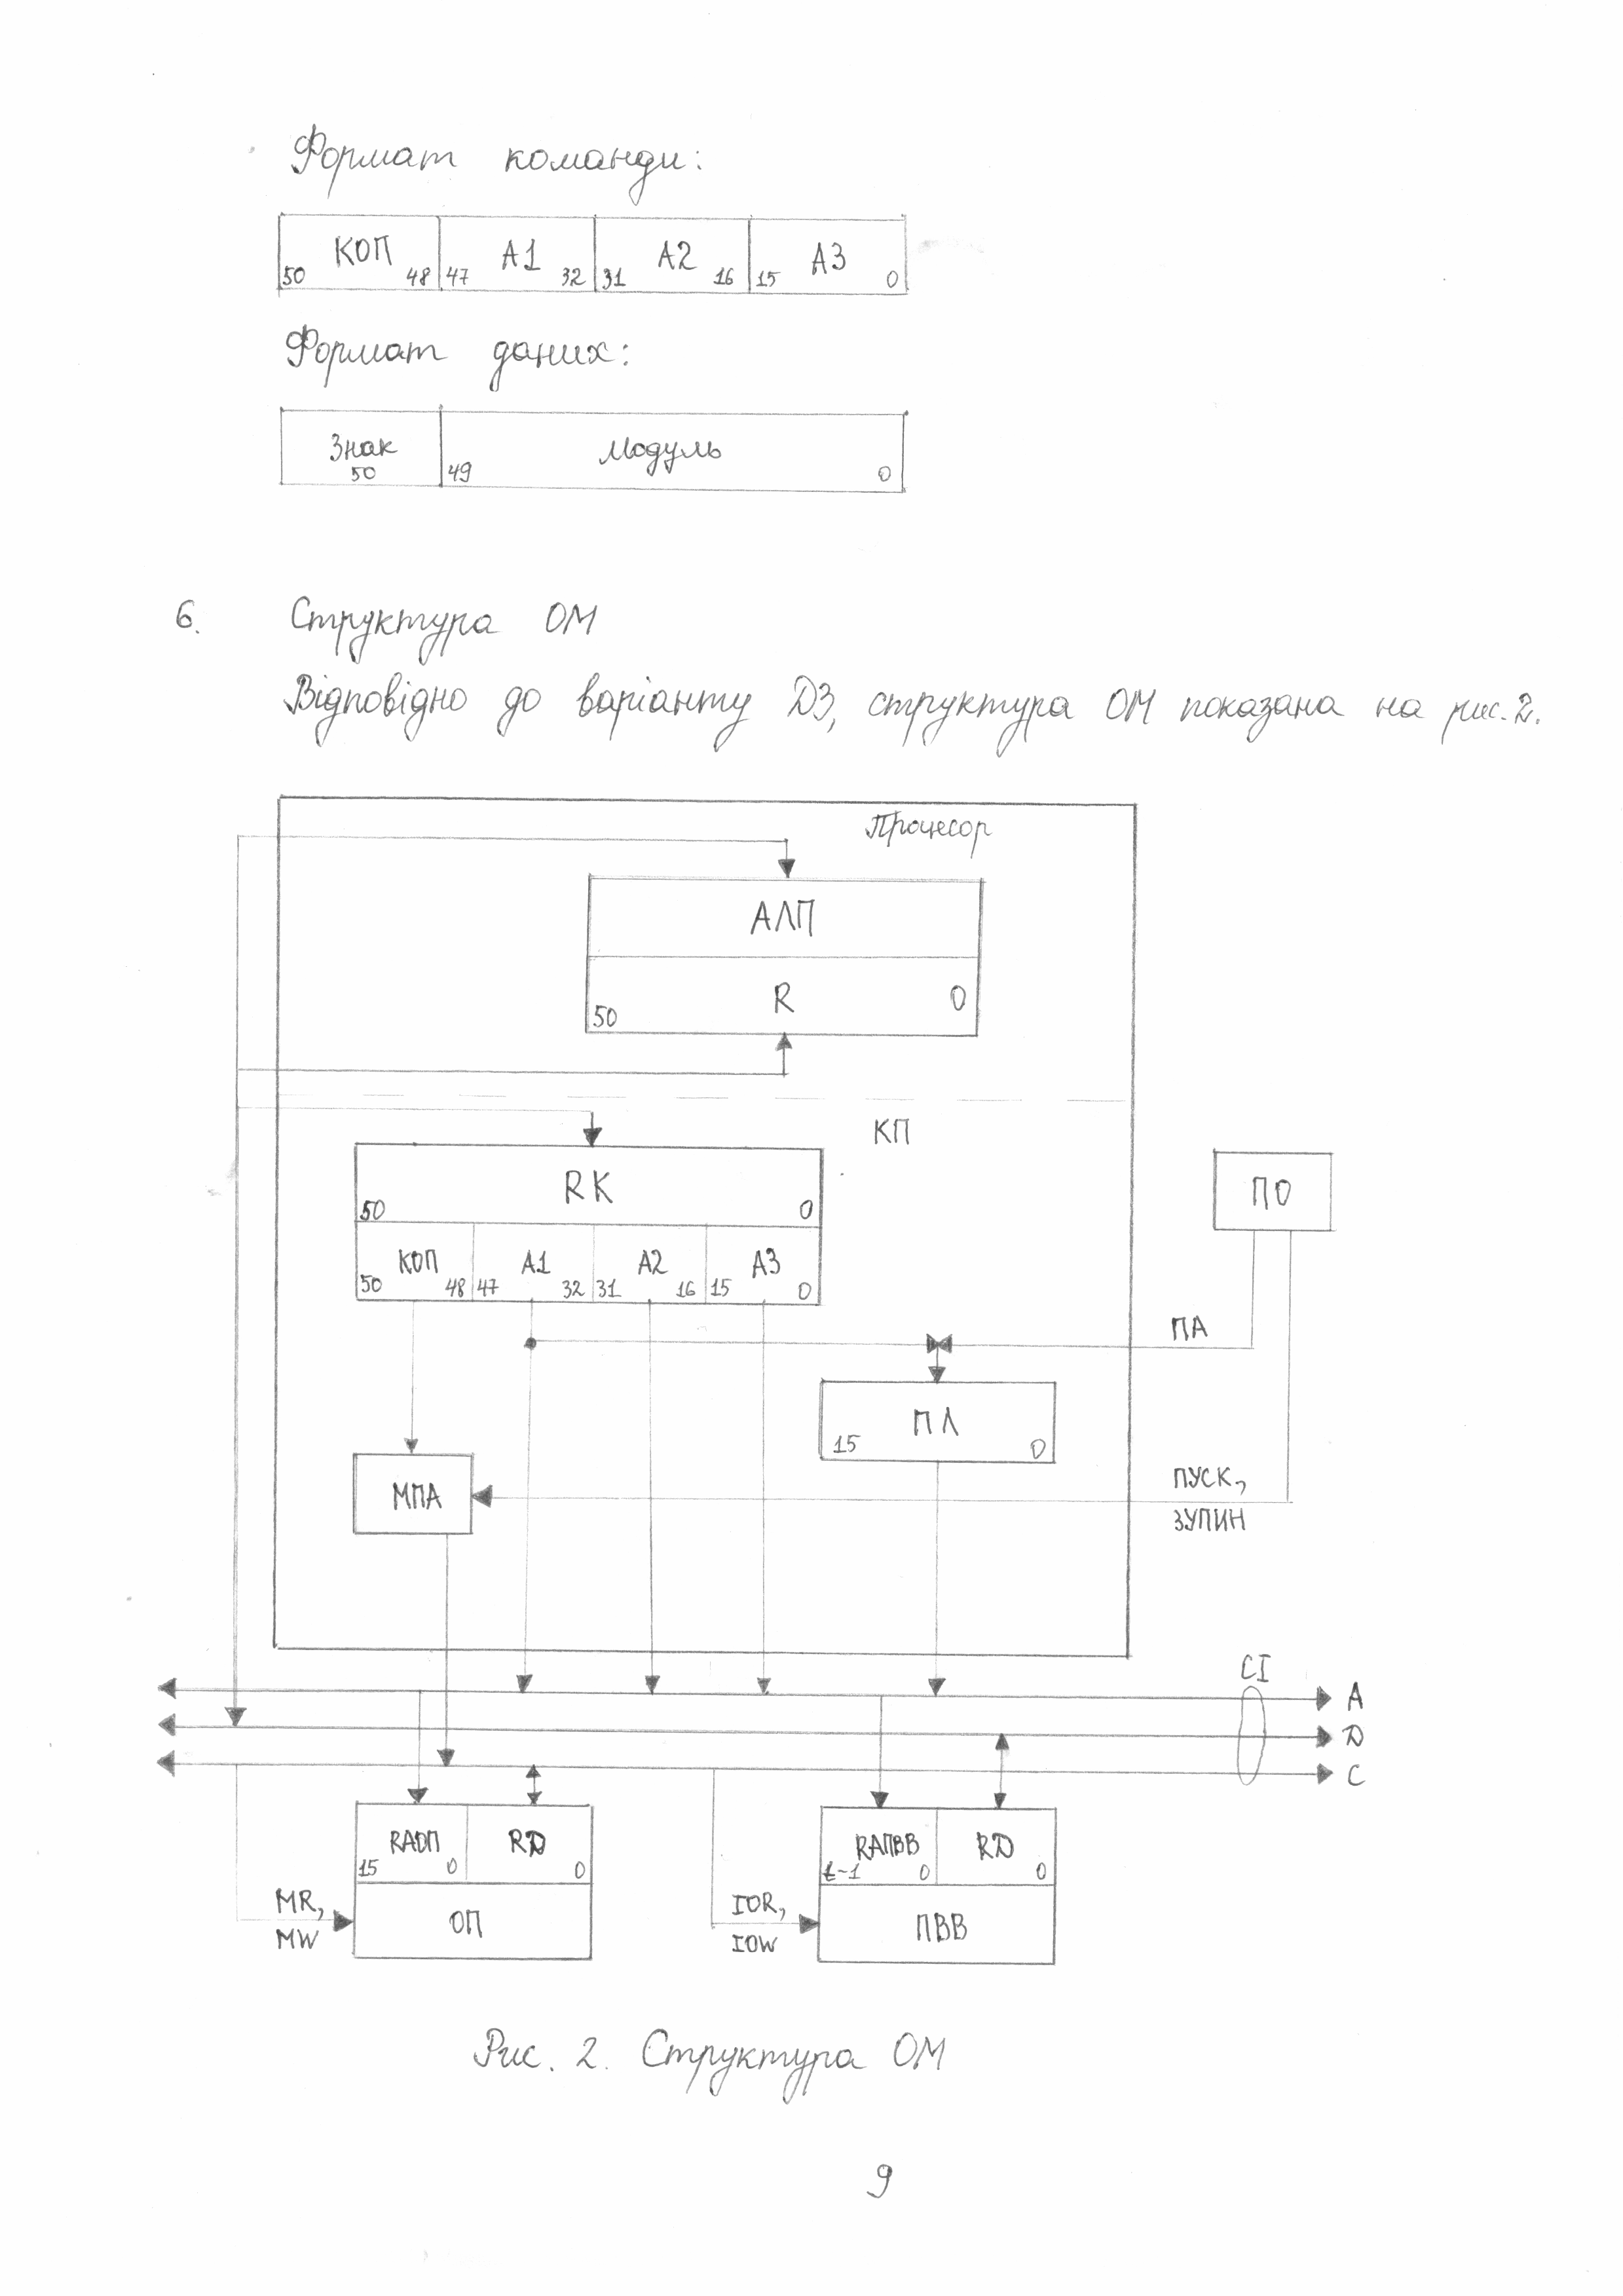 Формат команди:
КОП А1 А2 А3
50 48 47 32 31 16 15 0
Формат даних:
Знак Модуль
50 49 0
6. Структура ОМ
Відповідно до варіанту ДЗ, структура ОМ показана на рис. 2.
Процесор
АЛП
R
50 0
КП
RK
50 0
КОП А1 А2 А3
50 48 47 32 31 16 15 0
ПО
ПА
ПЛ
15 0
МПА
ПУСК,
ЗУПИН
СІ
А
D
С
RAОП RD
15 0 0
ОП
MR,
MW
RАПВВ RD
t-1 0 0
ПВВ
IOR,
IOW
Рис. 2. Структура ОМ
9